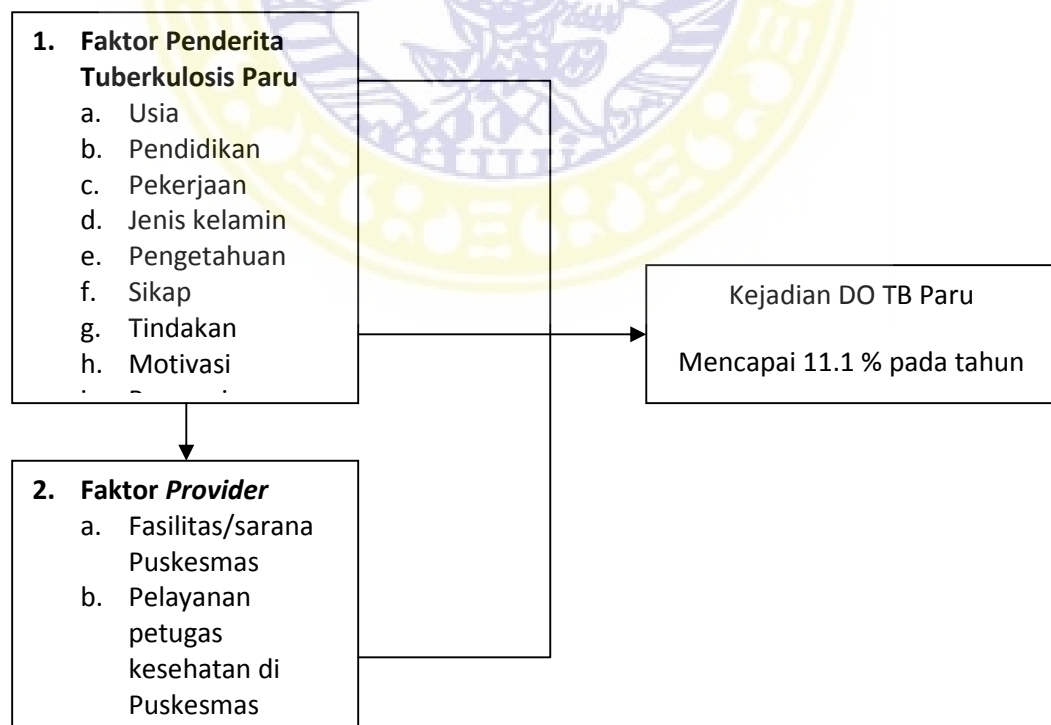 1. Faktor Penderita
Tuberkulosis Paru
a. Usia
b. Pendidikan
c. Pekerjaan
d. Jenis kelamin
e. Pengetahuan
f. Sikap
g. Tindakan
h. Motivasi
2. Faktor Provider
a. Fasilitas/sarana
Puskesmas
b. Pelayanan
petugas
kesehatan di
Puskesmas
Kejadian DO TB Paru
Mencapai 11.1 % pada tahun